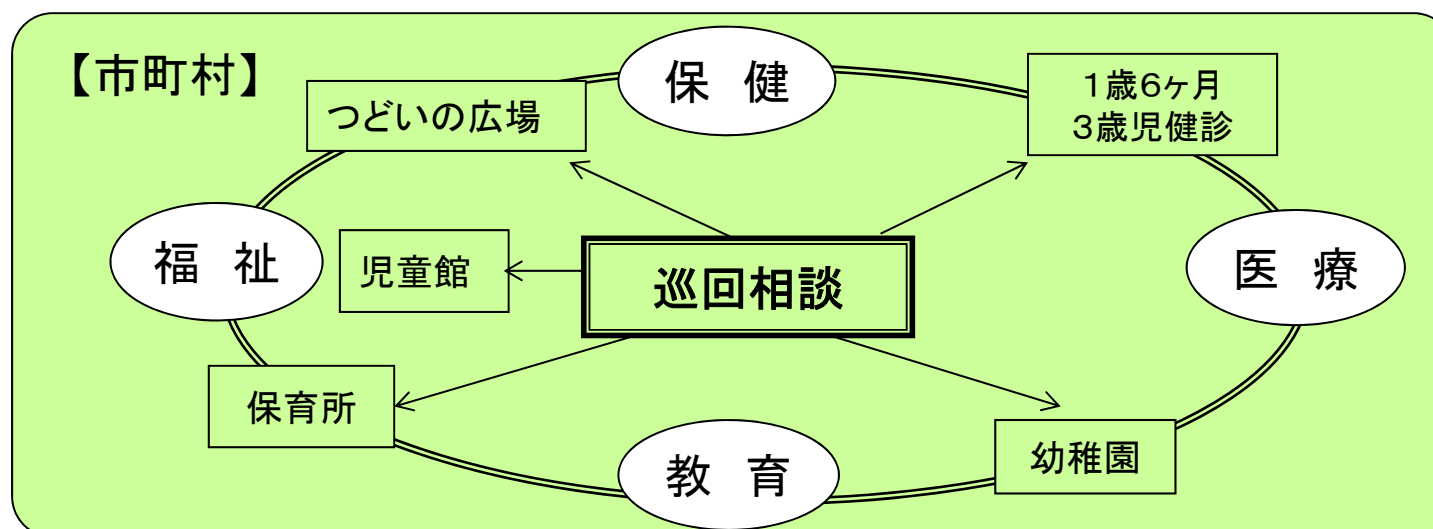 【市町村】
保 健
つどいの広場
1歳6ヶ月
3歳児健診
福 祉
児童館
巡回相談
医 療
保育所
教 育
幼稚園